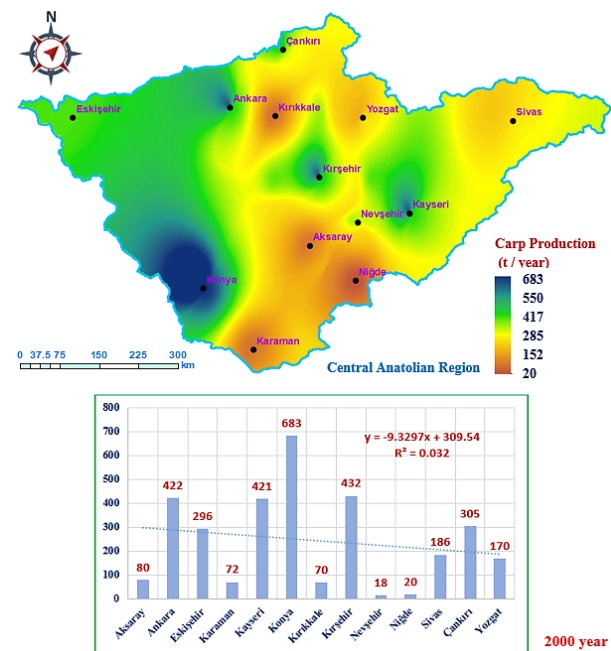 N
Çankırı
Eskişehir
Ankara
Kırıkkale
Yozgat
Sivas
Kırşehir
Kayseri
Nevşehir
Aksaray
Niğde
Konya
Karaman
Carp Production
(t / year)
683
550
417
285
152
20
0 37.5 75 150 225 300
km
Central Anatolian Region
800
700
600
500
400
300
200
100
0
y = -9.3297x + 309.54
R² = 0.032
80
422
296
72
421
683
70
432
18
20
186
305
170
Aksaray
Ankara
Eskişehir
Karaman
Kayseri
Konya
Kırıkkale
Kırşehir
Nevşehir
Niğde
Sivas
Çankırı
Yozgat
2000 year